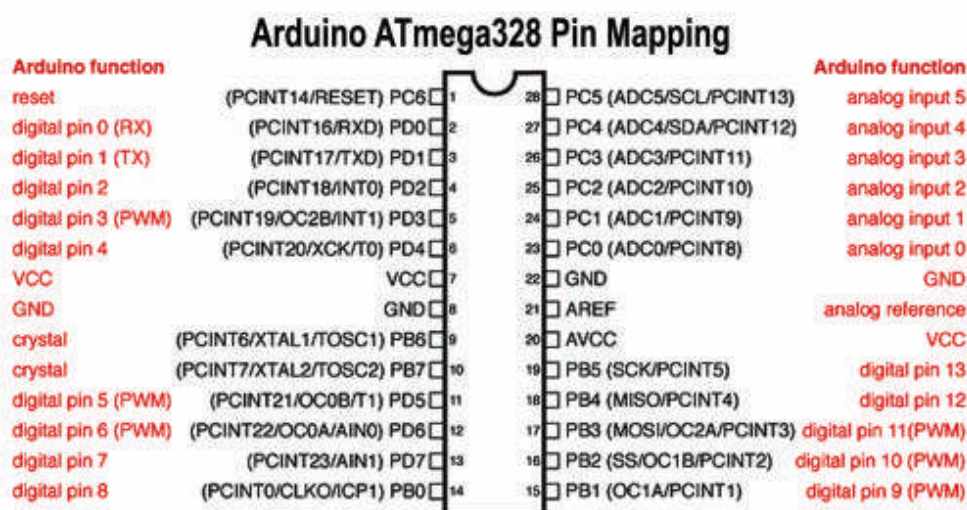 Arduino ATmega328 Pin Mapping
Arduino function Arduino function
reset (PCINT14/RESET) PC6 1 28 PC5 (ADC5/SCL/PCINT13) analog input 5
digital pin 0 (RX) (PCINT16/RXD) PD0 2 27 PC4 (ADC4/SDA/PCINT12) analog input 4
digital pin 1 (TX) (PCINT17/TXD) PD1 3 26 PC3 (ADC3/PCINT11) analog input 3
digital pin 2 (PCINT18/INT0) PD2 4 25 PC2 (ADC2/PCINT10) analog input 2
digital pin 3 (PWM) (PCINT19/OC2B/INT1) PD3 5 24 PC1 (ADC1/PCINT9) analog input 1
digital pin 4 (PCINT20/XCK/T0) PD4 6 23 PC0 (ADC0/PCINT8) analog input 0
VCC VCC 7 22 GND GND
GND GND 8 21 AREF analog reference
crystal (PCINT6/XTAL1/TOSC1) PB6 9 20 AVCC VCC
crystal (PCINT7/XTAL2/TOSC2) PB7 10 19 PB5 (SCK/PCINT5) digital pin 13
digital pin 5 (PWM) (PCINT21/OC0B/T1) PD5 11 18 PB4 (MISO/PCINT4) digital pin 12
digital pin 6 (PWM) (PCINT22/OC0A/AIN0) PD6 12 17 PB3 (MOSI/OC2A/PCINT3) digital pin 11(PWM)
digital pin 7 (PCINT23/AIN1) PD7 13 16 PB2 (SS/OC1B/PCINT2) digital pin 10 (PWM)
digital pin 8 (PCINT0/CLKO/ICP1) PB0 14 15 PB1 (OC1A/PCINT1) digital pin 9 (PWM)